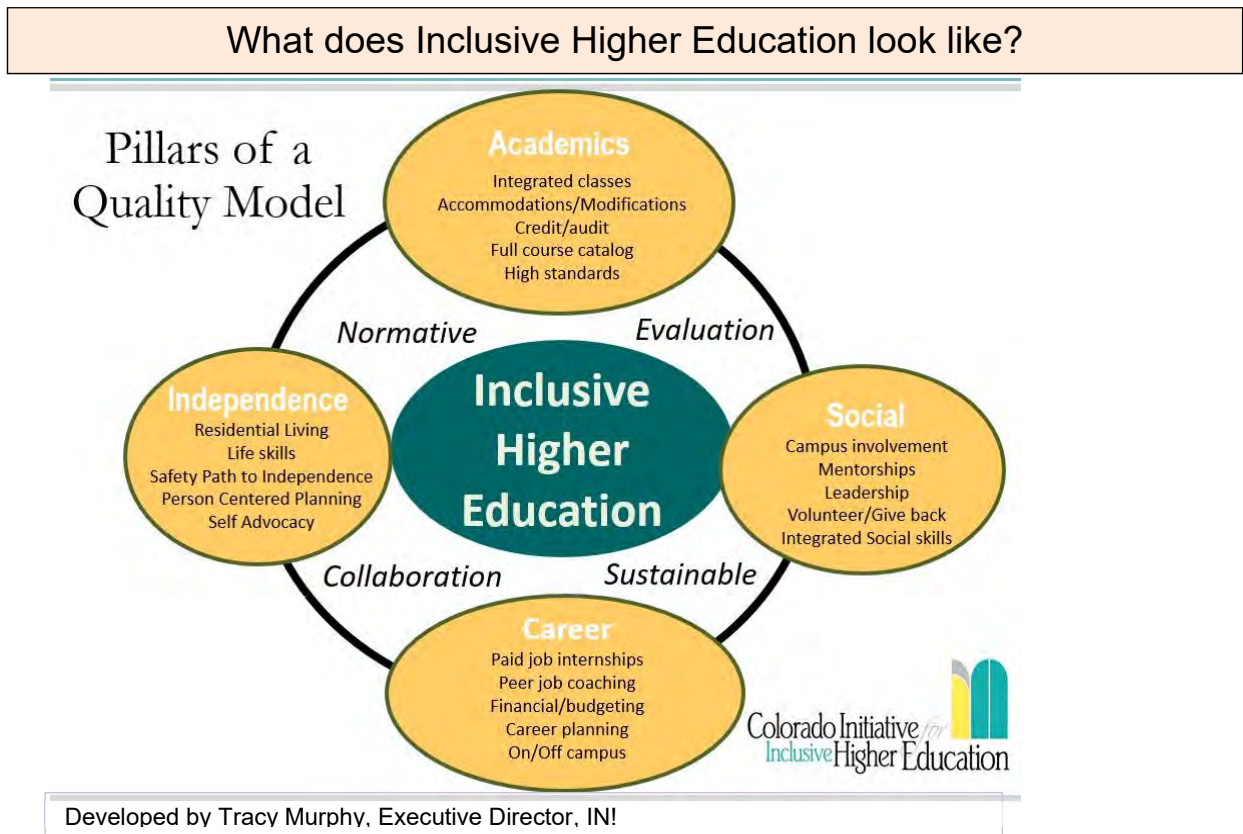 What does Inclusive Higher Education look like?
Pillars of a
Quality Model
Academics
Integrated classes
Accommodations/Modifications
Credit/audit
Full course catalog
High standards
Normative
Evaluation
Independence
Residential Living
Life skills
Safety Path to Independence
Person Centered Planning
Self Advocacy
Inclusive
Higher
Education
Social
Campus involvement
Mentorships
Leadership
Volunteer/Give back
Integrated Social skills
Collaboration
Sustainable
Career
Paid job internships
Peer job coaching
Financial/budgeting
Career planning
On/Off campus
Colorado Initiative for
Inclusive Higher Education
Developed by Tracy Murphy, Executive Director, IN!